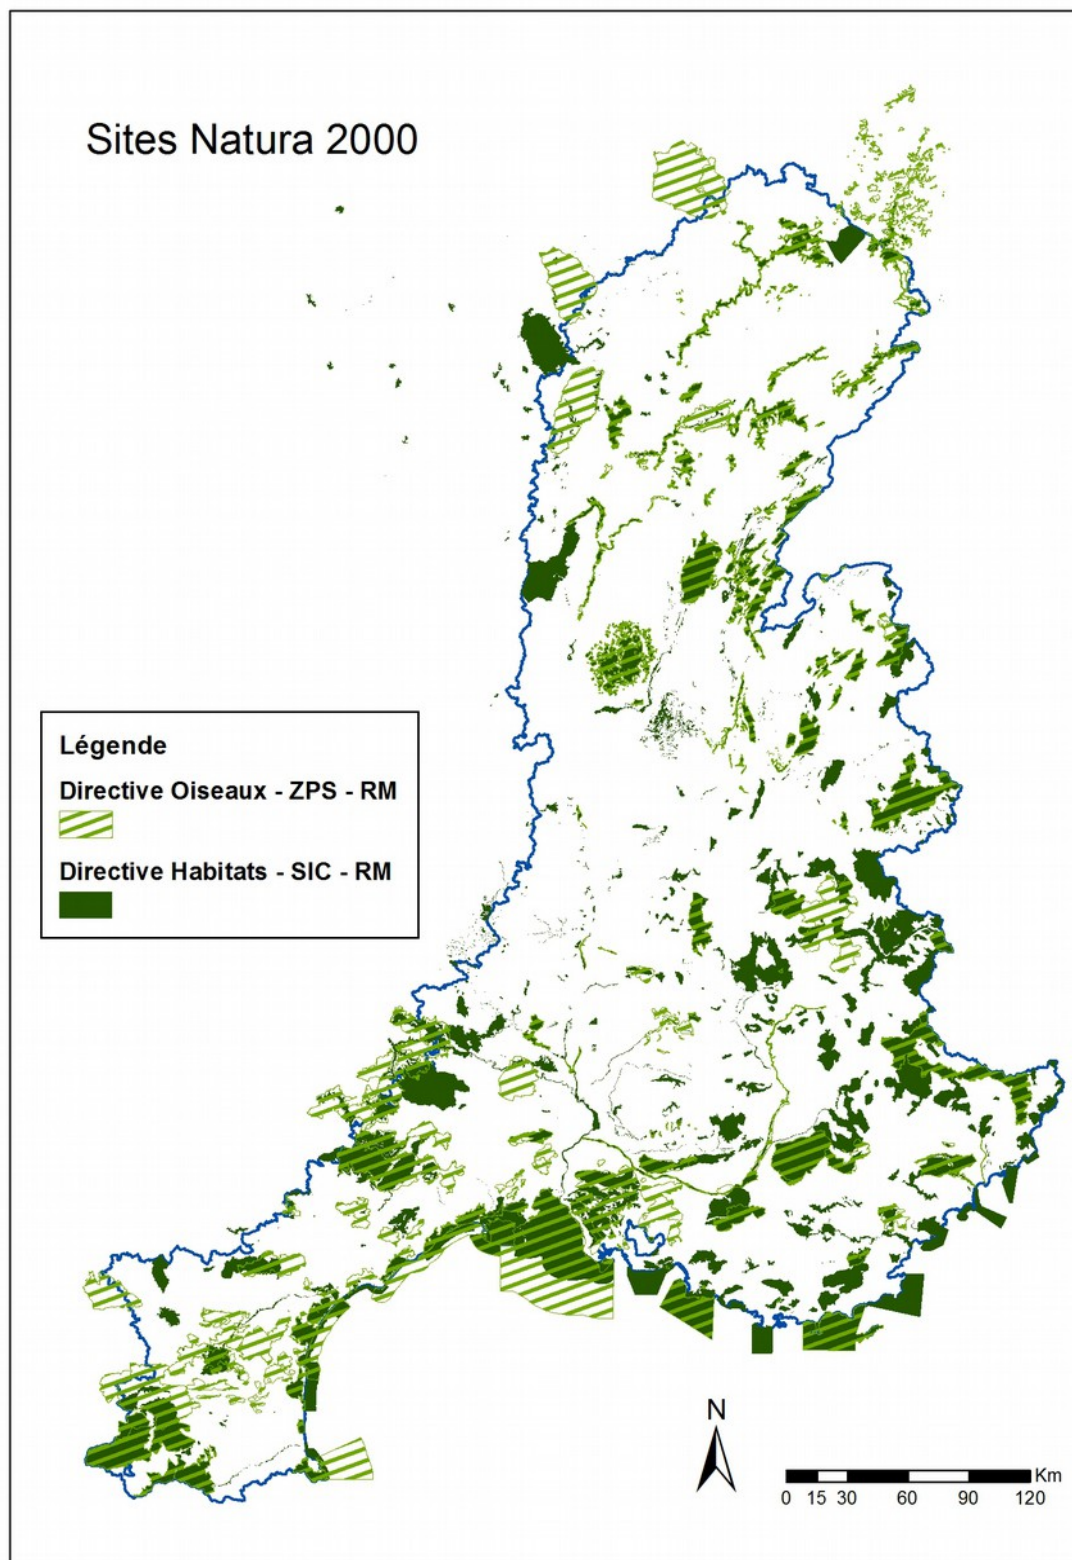 Sites Natura 2000
Légende
Directive Oiseaux - ZPS - RM
Directive Habitats - SIC - RM
N
Km
0 15 30 60 90 120